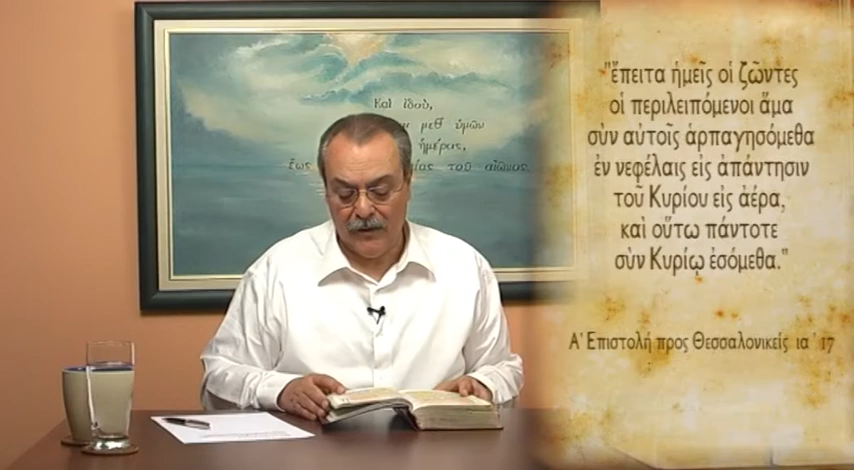 Καὶ ἰδού,
μεθ' ὑμῶν
ἡμέρας,
ἕως τοῦ αἰῶνος.
"ἔπειτα ἡμεῖς οἱ ζῶντες
οἱ περιλειπόμενοι ἅμα
σὺν αὐτοῖς ἁρπαγησόμεθα
ἐν νεφέλαις εἰς ἀπάντησιν
τοῦ Κυρίου εἰς ἀέρα,
καὶ οὕτω πάντοτε
σὺν Κυρίῳ ἐσόμεθα."
Α' Επιστολή προς Θεσσαλονικείς ια ' 17